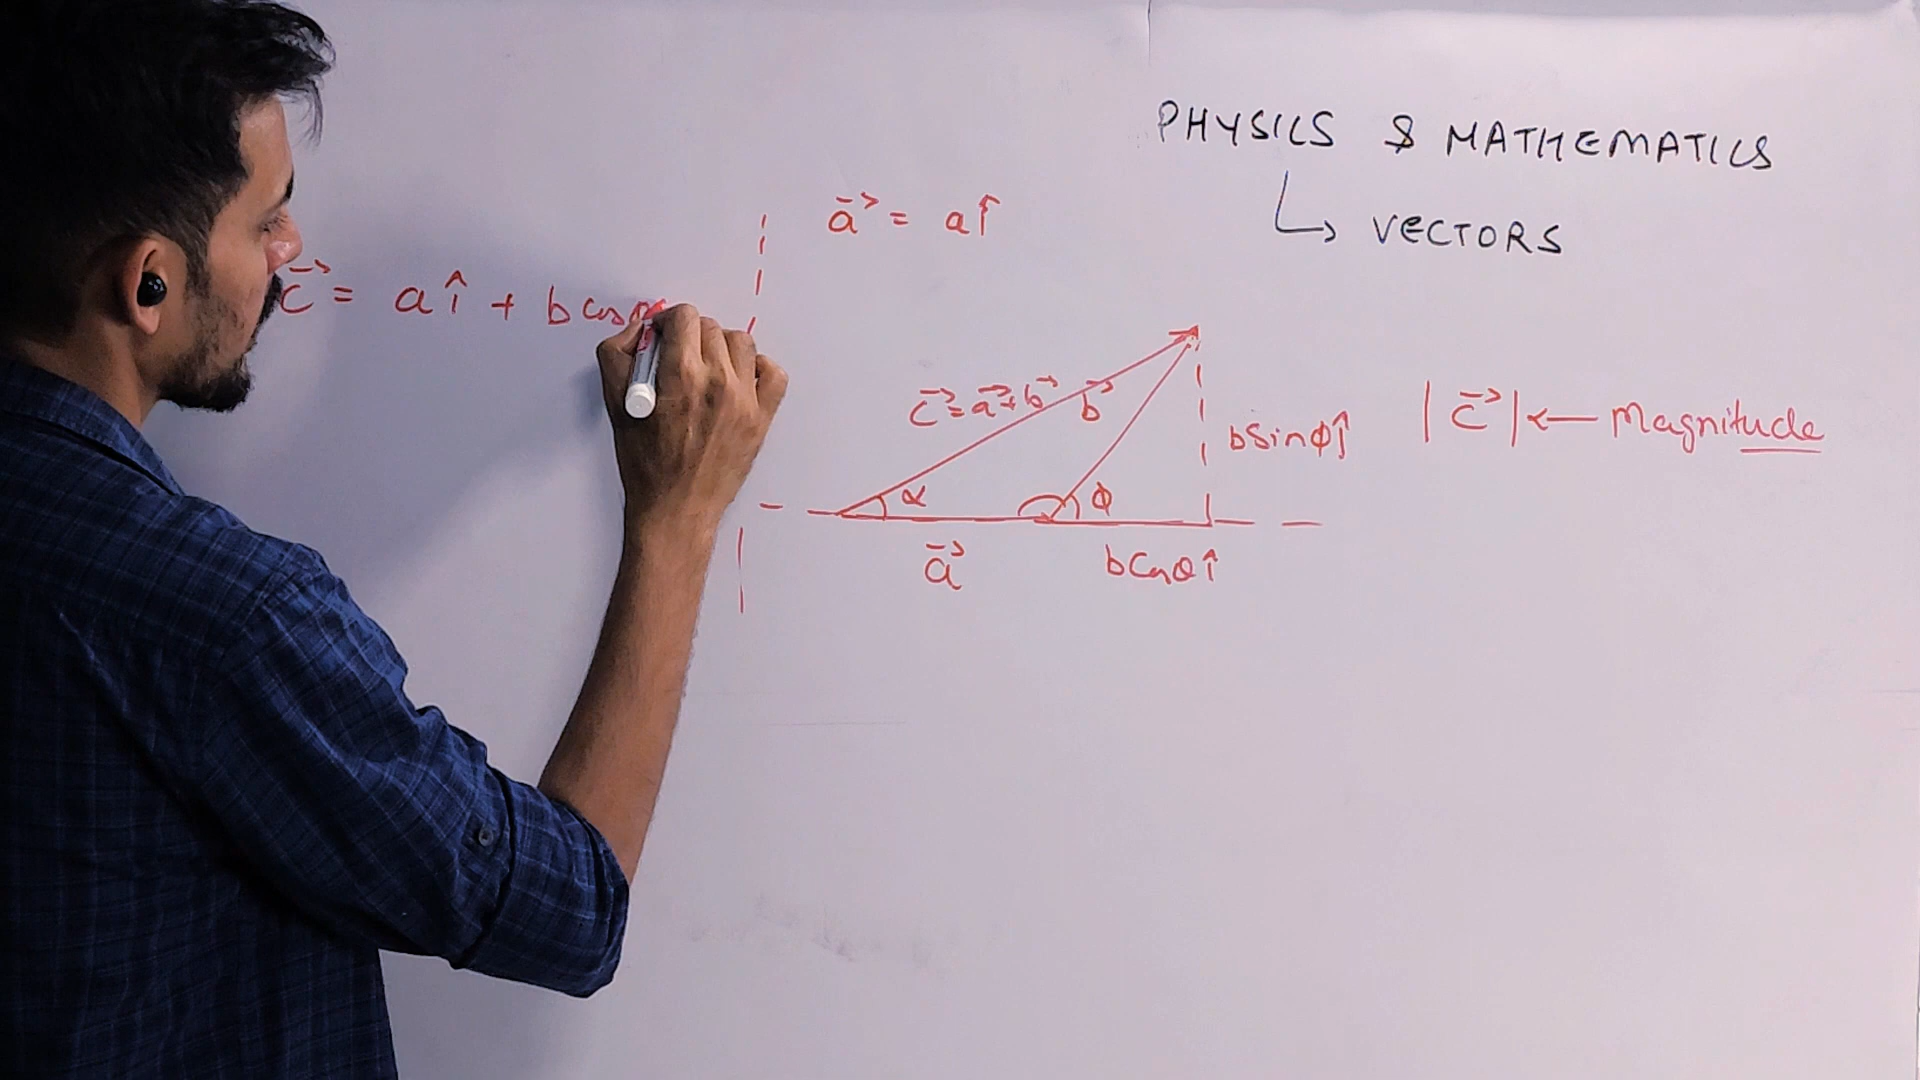 PHYSICS & MATHEMATICS
↳ VECTORS
a⃗ = aî
c⃗ = aî + bcos
c⃗ = a⃗ + b⃗
b⃗
bSinϕĵ
|c⃗| ← Magnitude
α
ϕ
a⃗
bCosθî